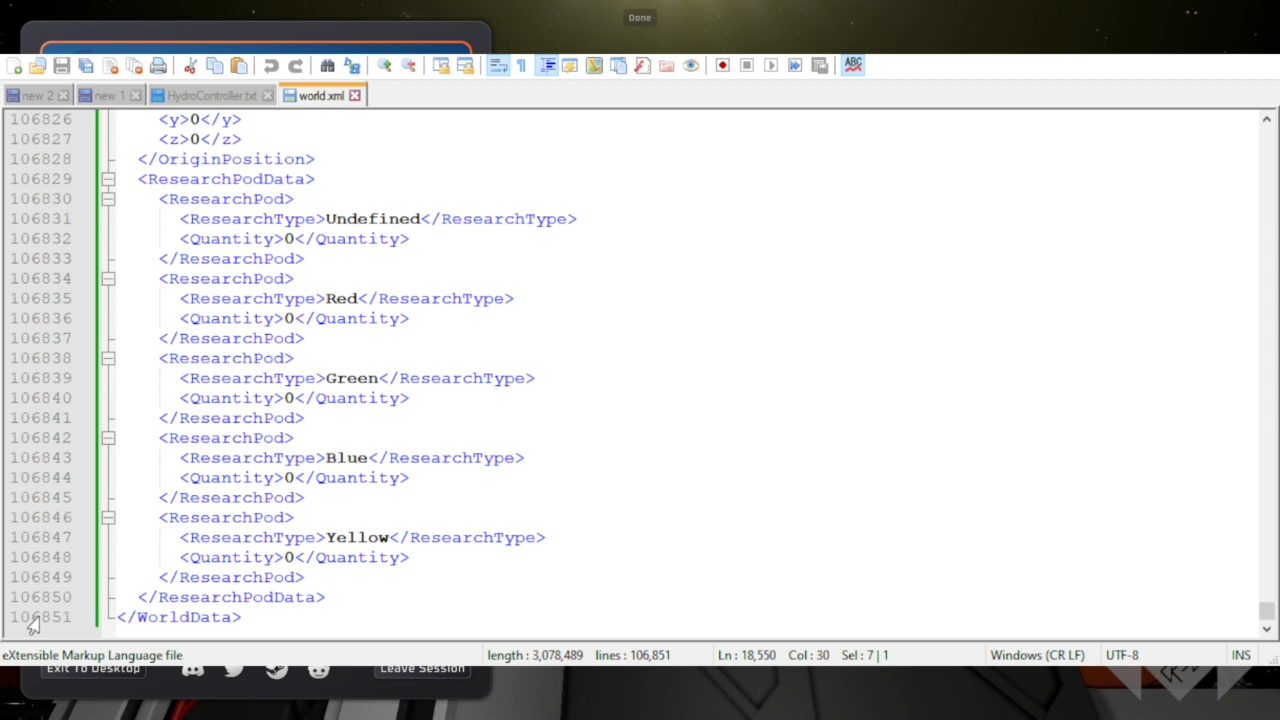 Done
ABC
new 2
new 1
HydroController.txt
world.xml
106826 <y>0</y>
106827 <z>0</z>
106828 </OriginPosition>
106829 <ResearchPodData>
106830 <ResearchPod>
106831 <ResearchType>Undefined</ResearchType>
106832 <Quantity>0</Quantity>
106833 </ResearchPod>
106834 <ResearchPod>
106835 <ResearchType>Red</ResearchType>
106836 <Quantity>0</Quantity>
106837 </ResearchPod>
106838 <ResearchPod>
106839 <ResearchType>Green</ResearchType>
106840 <Quantity>0</Quantity>
106841 </ResearchPod>
106842 <ResearchPod>
106843 <ResearchType>Blue</ResearchType>
106844 <Quantity>0</Quantity>
106845 </ResearchPod>
106846 <ResearchPod>
106847 <ResearchType>Yellow</ResearchType>
106848 <Quantity>0</Quantity>
106849 </ResearchPod>
106850 </ResearchPodData>
106851 </WorldData>
eXtensible Markup Language file length : 3,078,489 lines : 106,851 Ln : 18,550 Col : 30 Sel : 7 | 1 Windows (CR LF) UTF-8 INS
Exit To Desktop
Leave Session